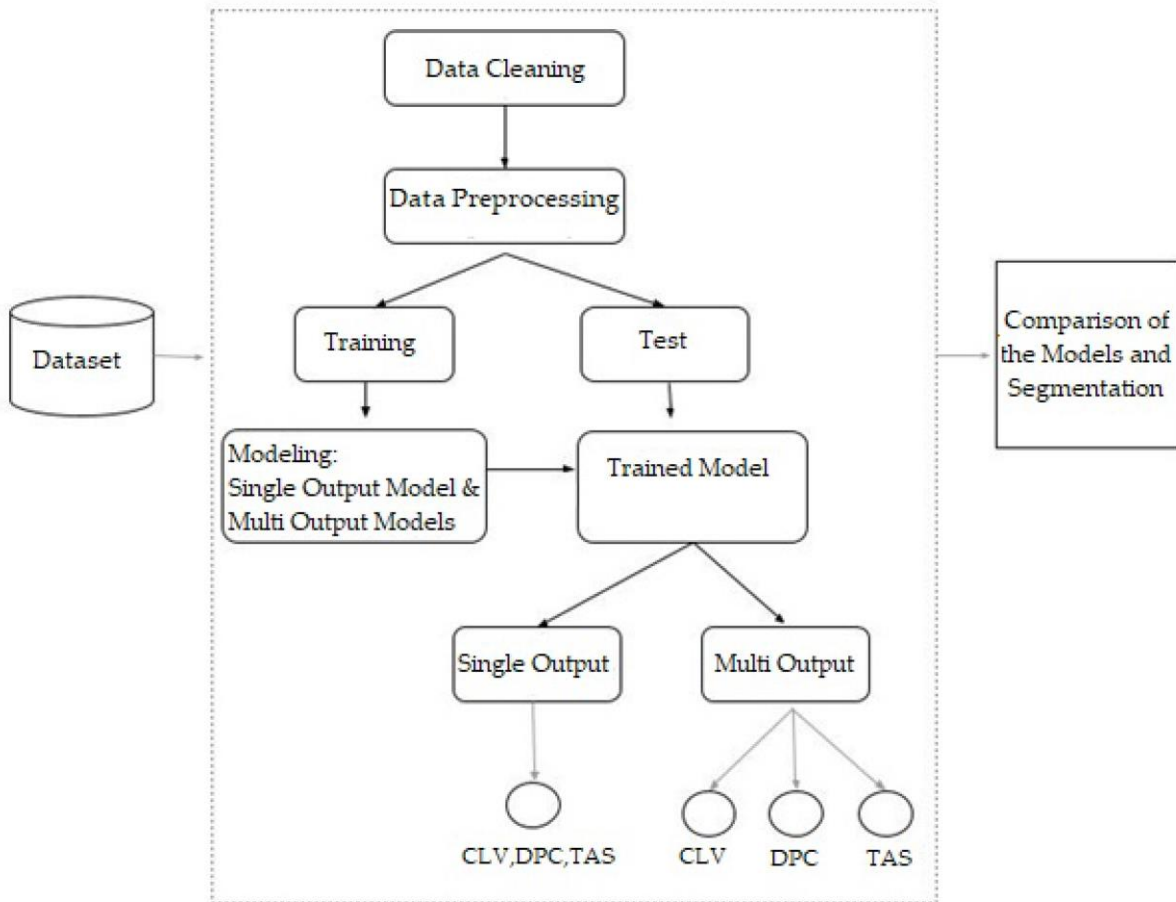 Data Cleaning
Data Preprocessing
Dataset
Training
Test
Comparison of
the Models and
Segmentation
Modeling:
Single Output Model &
Multi Output Models
Trained Model
Single Output
Multi Output
CLV,DPC,TAS
CLV
DPC
TAS